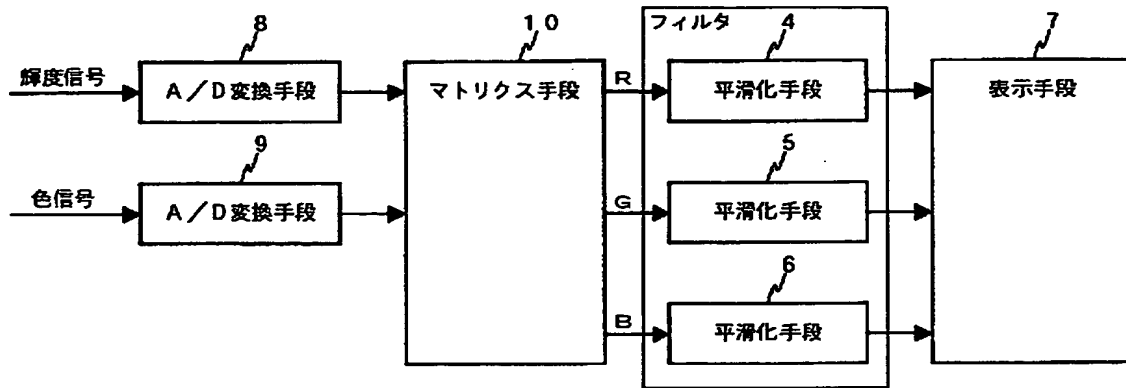 8
輝度信号
A/D変換手段
9
色信号
A/D変換手段
10
マトリクス手段
R
G
B
フィルタ
4
平滑化手段
5
平滑化手段
6
平滑化手段
7
表示手段